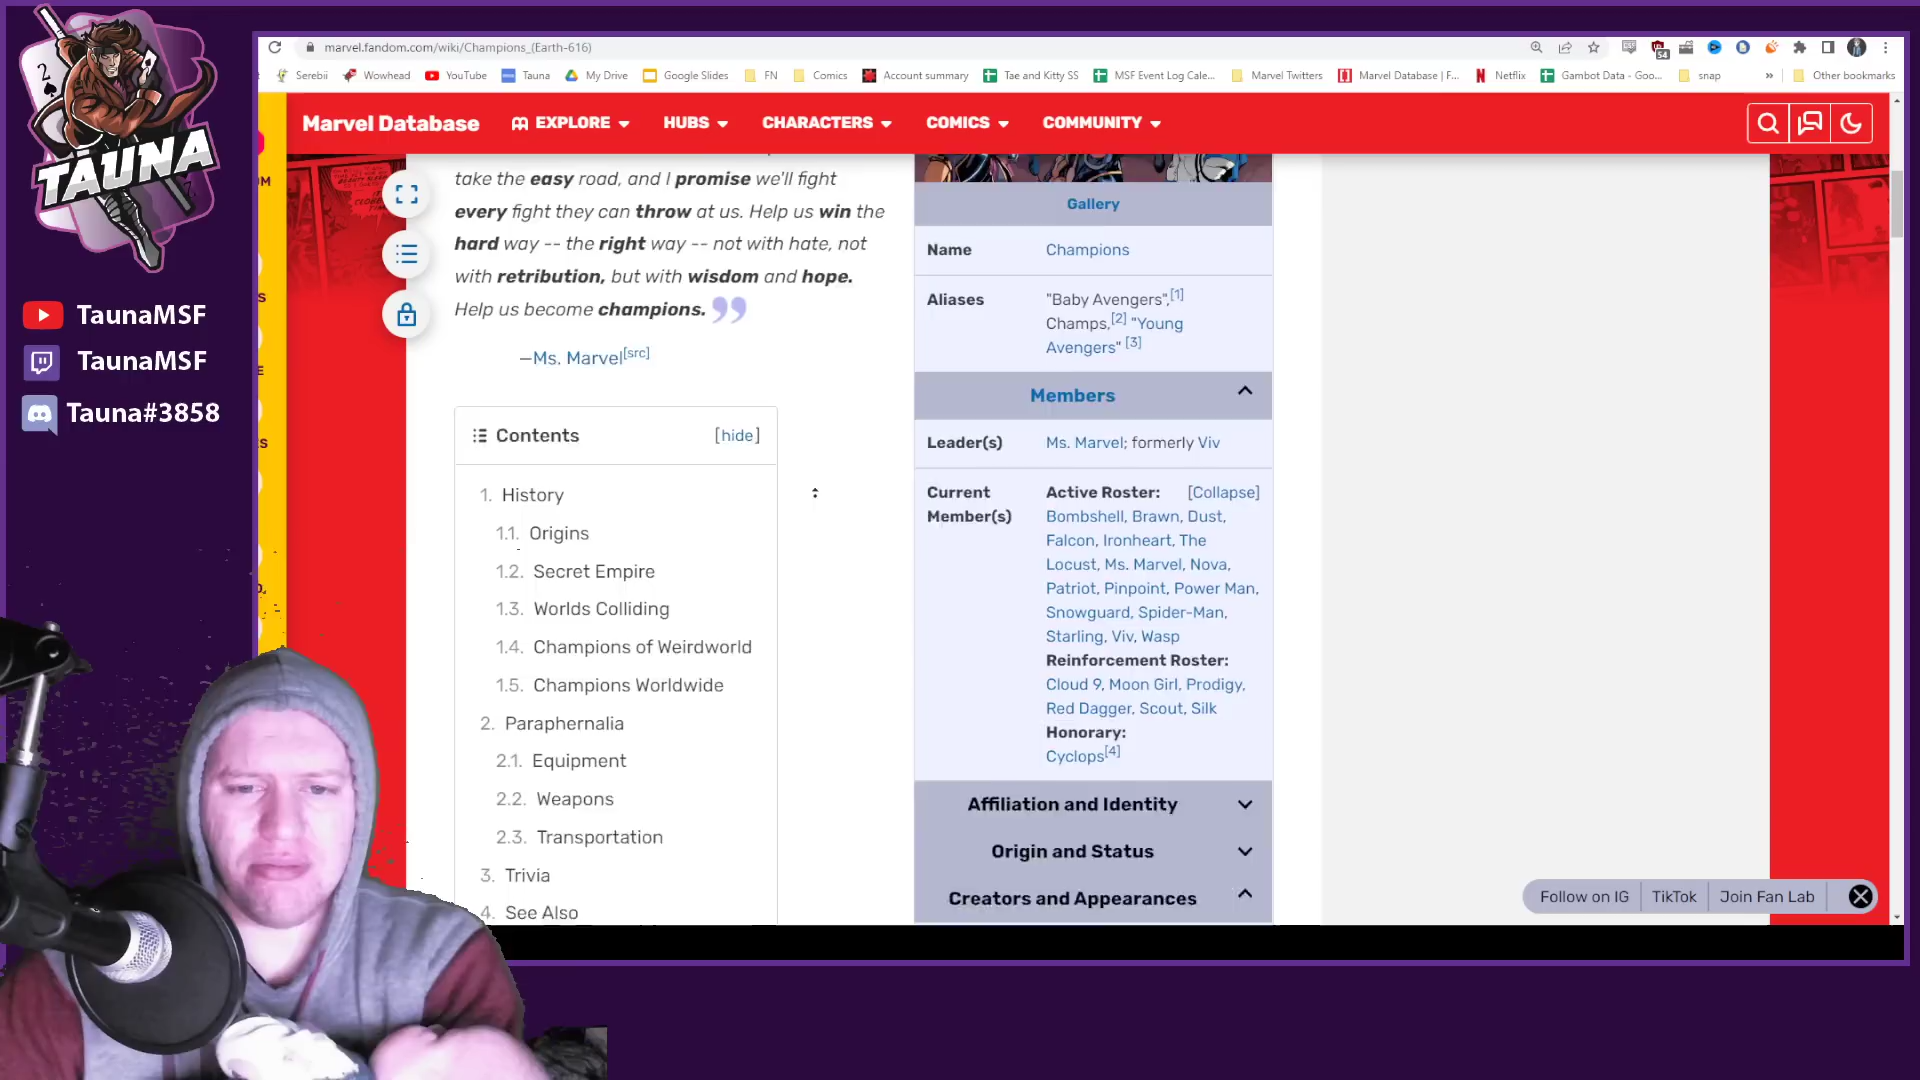 marvel.fandom.com/wiki/Champions_(Earth-616)
Serebii Wowhead YouTube Tauna My Drive Google Slides FN Comics Account summary Tae and Kitty SS MSF Event Log Cale... Marvel Twitters Marvel Database | F... Netflix Gambot Data - Goo... snap » Other bookmarks
Marvel Database EXPLORE HUBS CHARACTERS COMICS COMMUNITY
2
TAUNA
TaunaMSF
TaunaMSF
Tauna#3858
take the easy road, and I promise we'll fight
every fight they can throw at us. Help us win the
hard way -- the right way -- not with hate, not
with retribution, but with wisdom and hope.
Help us become champions.
—Ms. Marvel[src]
Contents [hide]
1. History
1.1. Origins
1.2. Secret Empire
1.3. Worlds Colliding
1.4. Champions of Weirdworld
1.5. Champions Worldwide
2. Paraphernalia
2.1. Equipment
2.2. Weapons
2.3. Transportation
3. Trivia
4. See Also
Gallery
Name Champions
Aliases "Baby Avengers",[1]
Champs,[2] "Young
Avengers" [3]
Members
Leader(s) Ms. Marvel; formerly Viv
Current Active Roster: [Collapse]
Member(s) Bombshell, Brawn, Dust,
Falcon, Ironheart, The
Locust, Ms. Marvel, Nova,
Patriot, Pinpoint, Power Man,
Snowguard, Spider-Man,
Starling, Viv, Wasp
Reinforcement Roster:
Cloud 9, Moon Girl, Prodigy,
Red Dagger, Scout, Silk
Honorary:
Cyclops[4]
Affiliation and Identity
Origin and Status
Creators and Appearances
Follow on IG TikTok Join Fan Lab